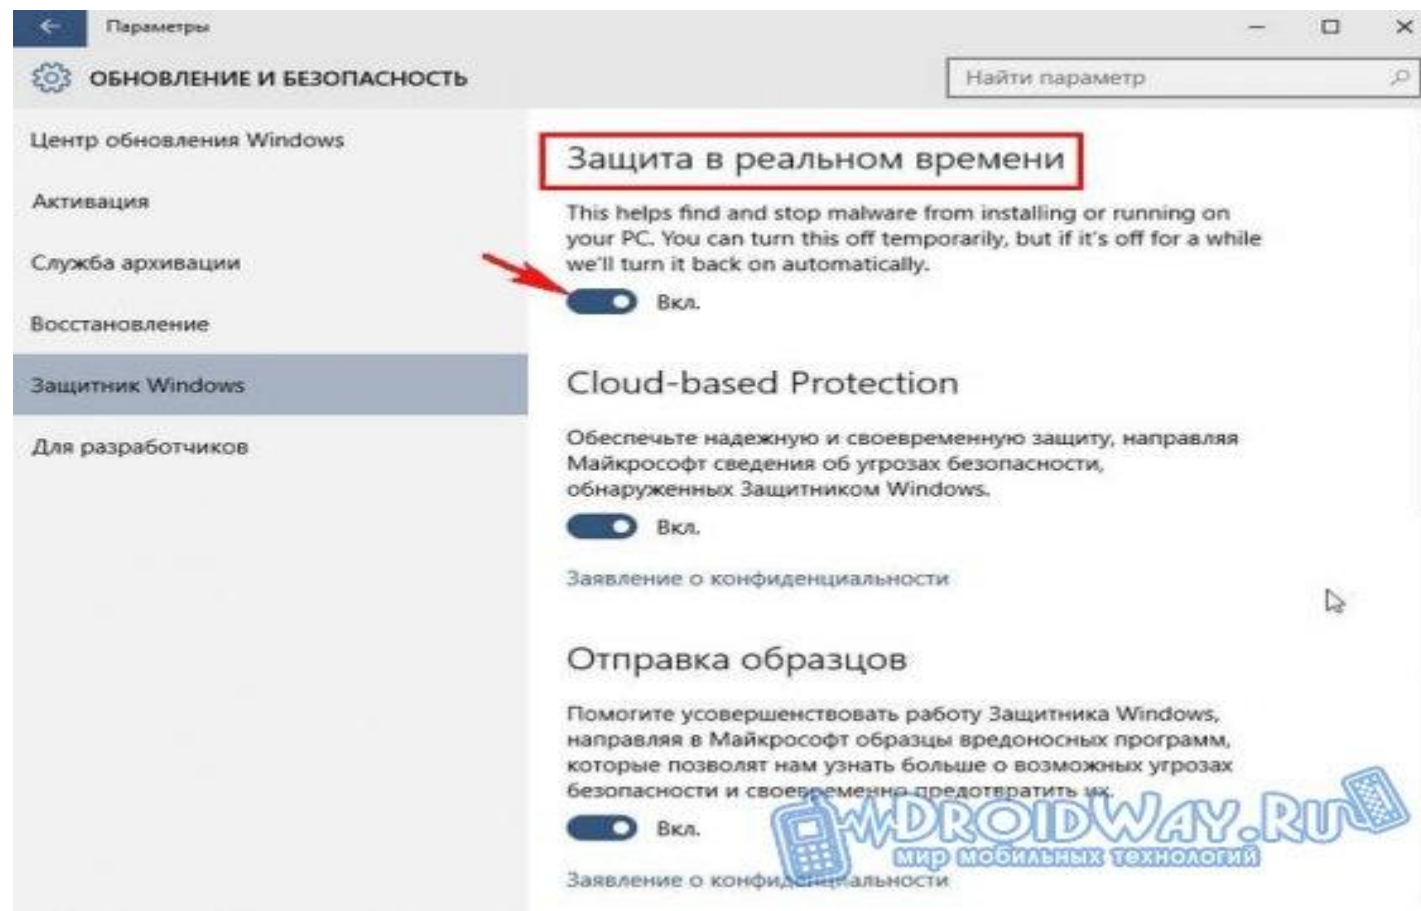 Параметры
ОБНОВЛЕНИЕ И БЕЗОПАСНОСТЬ
Найти параметр
Центр обновления Windows
Активация
Служба архивации
Восстановление
Защитник Windows
Для разработчиков
Защита в реальном времени
This helps find and stop malware from installing or running on
your PC. You can turn this off temporarily, but if it's off for a while
we'll turn it back on automatically.
Вкл.
Cloud-based Protection
Обеспечьте надежную и своевременную защиту, направляя
Майкрософт сведения об угрозах безопасности,
обнаруженных Защитником Windows.
Вкл.
Заявление о конфиденциальности
Отправка образцов
Помогите усовершенствовать работу Защитника Windows,
направляя в Майкрософт образцы вредоносных программ,
которые позволят нам узнать больше о возможных угрозах
безопасности и своевременно предотвратить их.
Вкл.
Заявление о конфиденциальности
ANDROIDWAY.RU
мир мобильных технологий